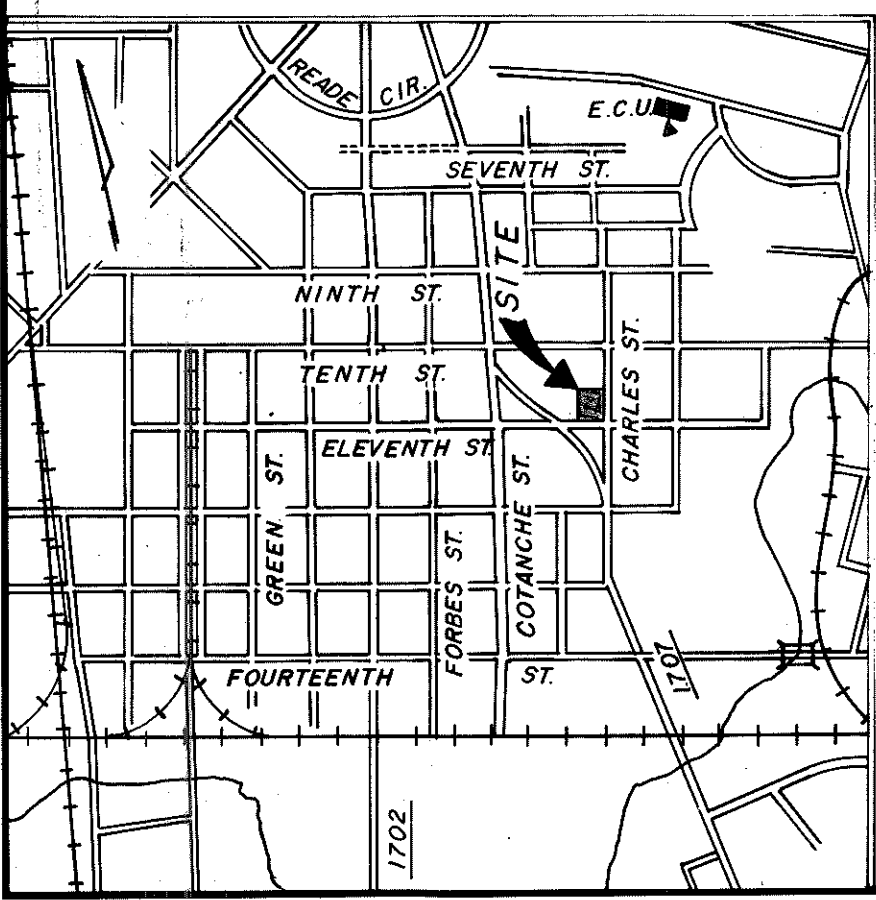 READE CIR.
E.C.U.
SEVENTH ST.
SITE
NINTH ST.
TENTH ST.
CHARLES ST.
ELEVENTH ST.
GREEN ST.
FORBES ST.
COTANCHE ST.
FOURTEENTH ST.
1707
1702